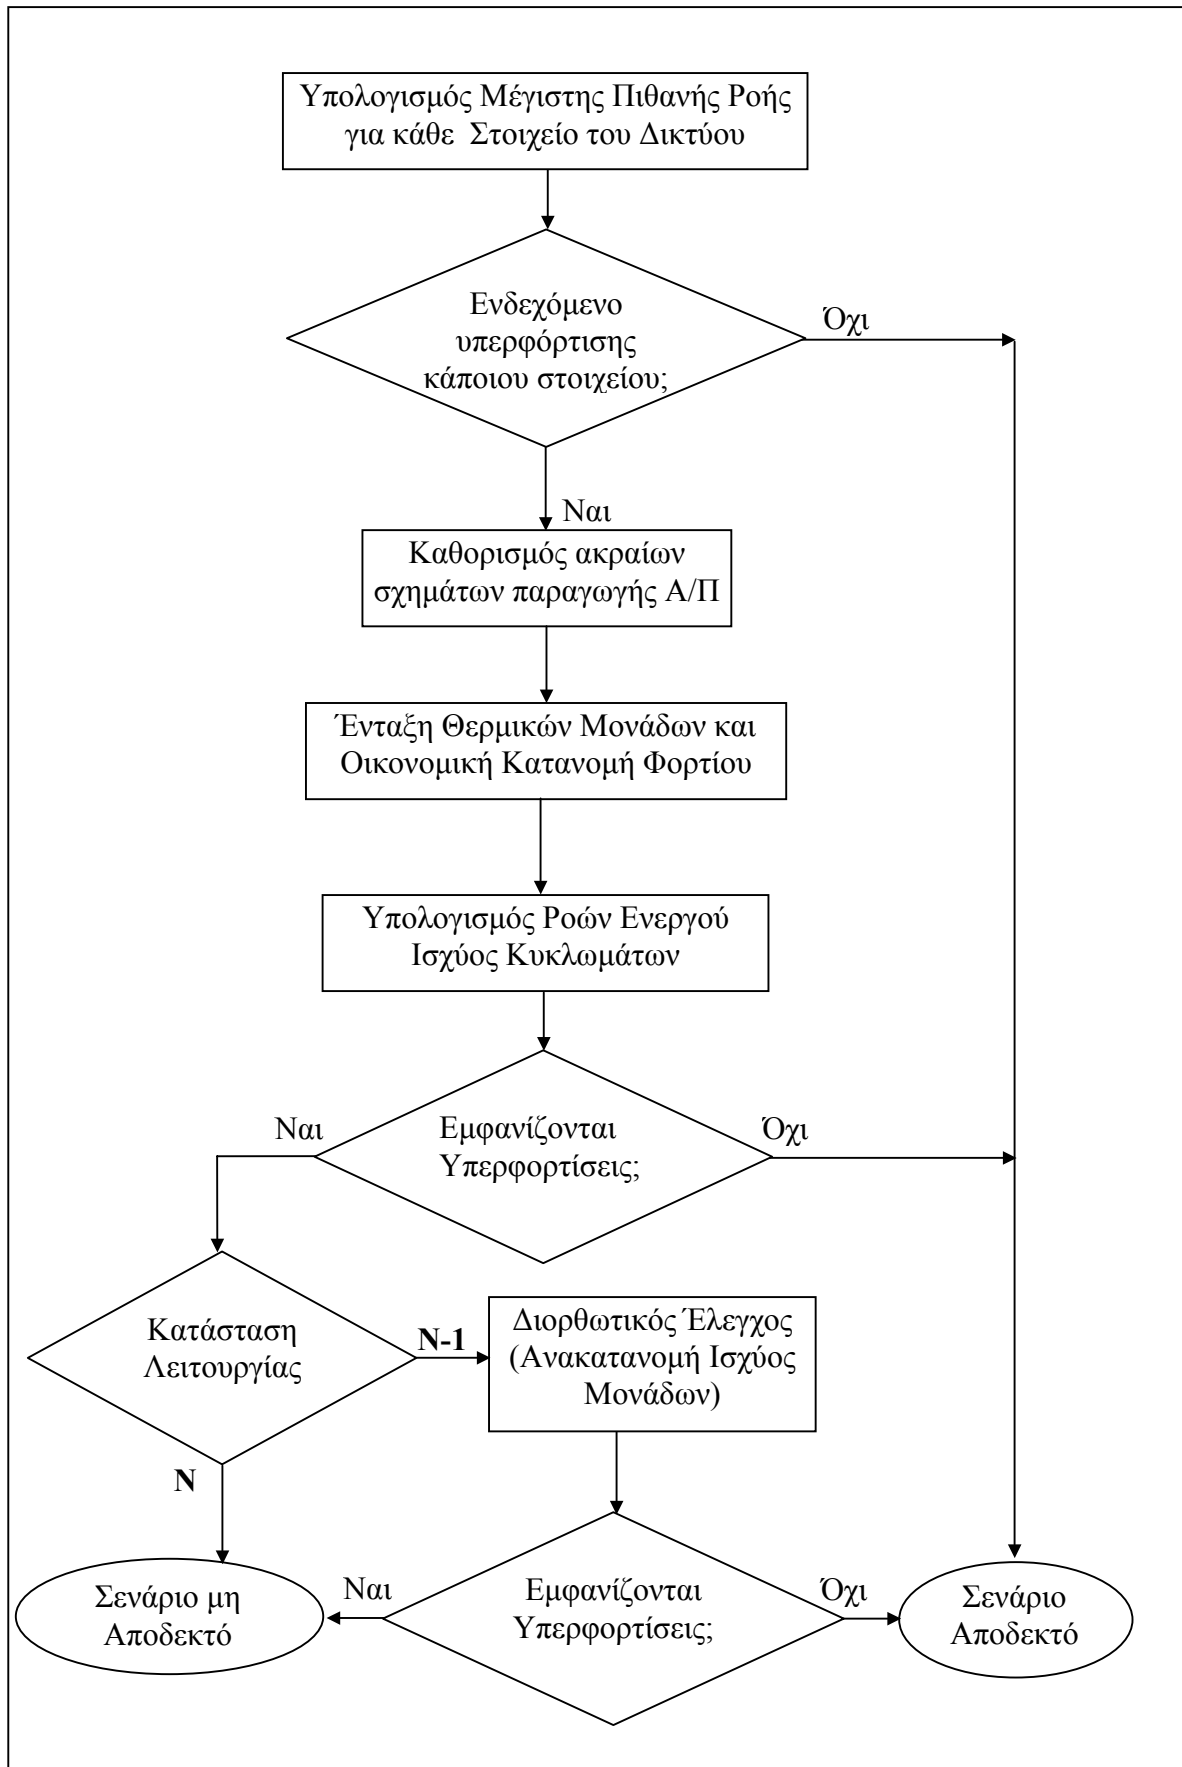 Υπολογισμός Μέγιστης Πιθανής Ροής
για κάθε Στοιχείο του Δικτύου
Ενδεχόμενο
υπερφόρτισης
κάποιου στοιχείου;
Όχι
Ναι
Καθορισμός ακραίων
σχημάτων παραγωγής Α/Π
Ένταξη Θερμικών Μονάδων και
Οικονομική Κατανομή Φορτίου
Υπολογισμός Ροών Ενεργού
Ισχύος Κυκλωμάτων
Ναι
Εμφανίζονται
Υπερφορτίσεις;
Όχι
Κατάσταση
Λειτουργίας
N-1
Διορθωτικός Έλεγχος
(Ανακατανομή Ισχύος
Μονάδων)
N
Σενάριο μη
Αποδεκτό
Ναι
Εμφανίζονται
Υπερφορτίσεις;
Όχι
Σενάριο
Αποδεκτό